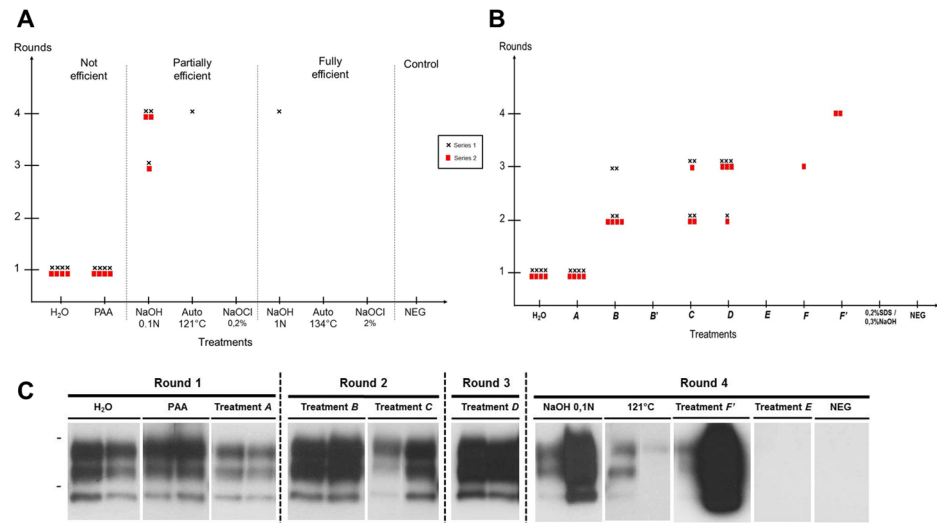 A
Rounds
Not
efficient
Partially
efficient
Fully
efficient
Control
4
3
2
1
× Series 1
Series 2
H₂O
PAA
NaOH
0.1N
Auto
121°C
NaOCl
0,2%
NaOH
1N
Auto
134°C
NaOCl
2%
NEG
Treatments
B
Rounds
4
3
2
1
H₂O
A
B
B'
C
D
E
F
F'
0,2%SDS /
0,3%NaOH
NEG
Treatments
C
Round 1
Round 2
Round 3
Round 4
H₂O
PAA
Treatment A
Treatment B
Treatment C
Treatment D
NaOH 0,1N
121°C
Treatment F'
Treatment E
NEG